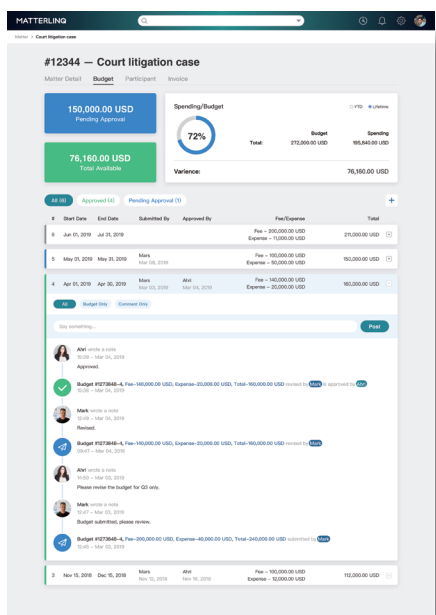 MATTERLINQ
Matter > Court litigation case
#12344 — Court litigation case
Matter Detail Budget Participant Invoice
150,000.00 USD
Pending Approval
76,160.00 USD
Total Available
Spending/Budget
YTD Lifetime
72%
Budget Spending
Total: 272,000.00 USD 195,840.00 USD
Varience: 76,160.00 USD
All (6) Approved (4) Pending Approval (1)
# Start Date End Date Submitted By Approved By Fee/Expense Total
6 Jun 01, 2019 Jul 31, 2019 Fee – 200,000.00 USD 211,000.00 USD
Expense – 11,000.00 USD
5 May 01, 2019 May 31, 2019 Mars Fee – 100,000.00 USD 150,000.00 USD
Mar 08, 2019 Expense – 50,000.00 USD
4 Apr 01, 2019 Apr 30, 2019 Mars Ahri Fee – 140,000.00 USD 160,000.00 USD
Mar 03, 2019 Mar 04, 2019 Expense – 20,000.00 USD
All Budget Only Comment Only
Say something... Post
Ahri wrote a note
15:39 – Mar 04, 2019
Approved.
Budget #1273848–4, Fee–140,000.00 USD, Expense–20,000.00 USD, Total–160,000.00 USD revised by Mark is approved by Ahri
15:26 – Mar 04, 2019
Mark wrote a note
Mar 04, 2019
Revised.
Budget #1273848–4, Fee–140,000.00 USD, Expense–20,000.00 USD, Total–160,000.00 USD revised by Mark
09:47 – Mar 04, 2019
Ahri wrote a note
14:50 – Mar 03, 2019
Please revise the budget for Q3 only.
Mark wrote a note
12:47 – Mar 03, 2019
Budget submitted, please review.
Budget #1273848–4, Fee–200,000.00 USD, Expense–40,000.00 USD, Total–240,000.00 USD submitted by Mark
12:45 – Mar 03, 2019
3 Nov 15, 2018 Dec 15, 2018 Mars Ahri Fee – 100,000.00 USD 112,000.00 USD
Nov 12, 2018 Nov 16, 2018 Expense – 12,000.00 USD